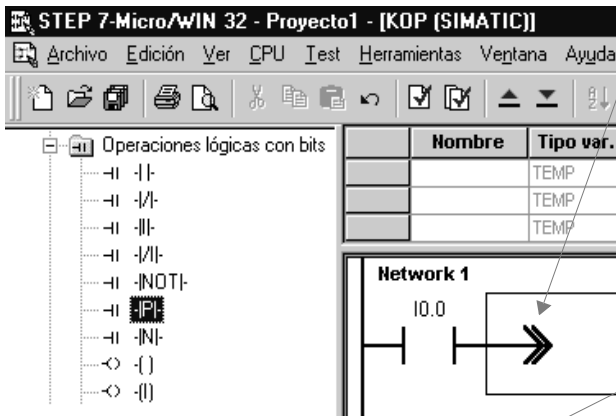 STEP 7-Micro/WIN 32 - Proyecto1 - [KOP (SIMATIC)]
Archivo Edición Ver CPU Test Herramientas Ventana Ayuda
Operaciones lógicas con bits
-| |-
-|/|-
-|I|-
-|/I|-
-|NOT|-
-|P|-
-|N|-
-( )
-(I)
Nombre Tipo var.
TEMP
TEMP
TEMP
Network 1
I0.0